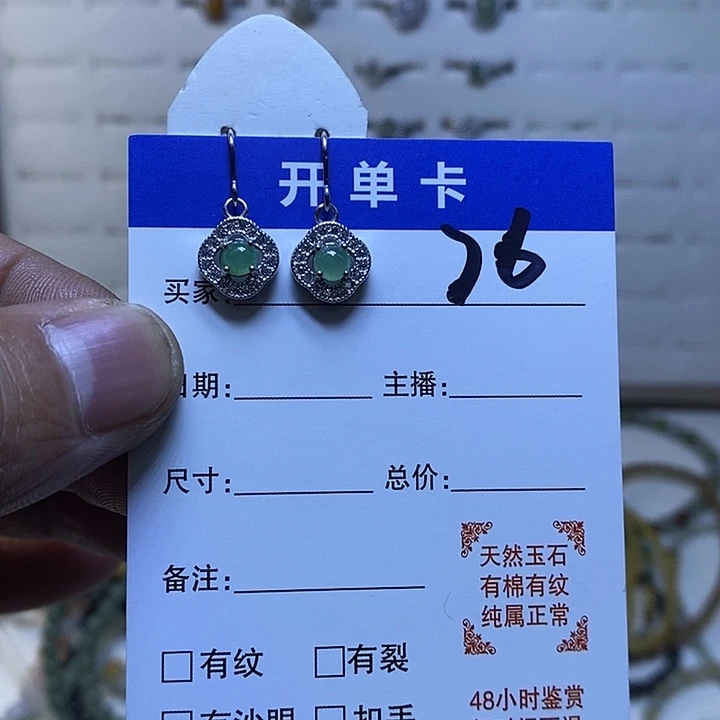 开单卡
76
买家:
日期: 主播:
尺寸: 总价:
备注:
天然玉石
有棉有纹
纯属正常
□有纹 □有裂
48小时鉴赏